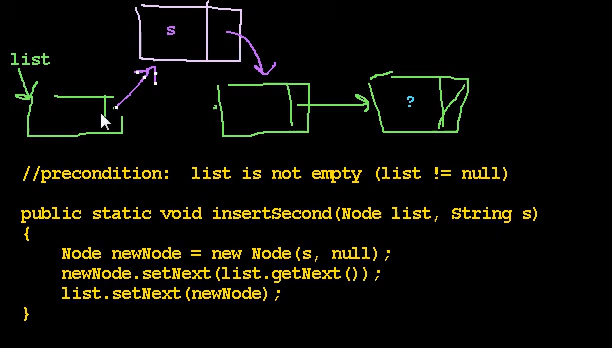 s
list
?
//precondition:  list is not empty (list != null)
public static void insertSecond(Node list, String s)
{
    Node newNode = new Node(s, null);
    newNode.setNext(list.getNext());
    list.setNext(newNode);
}